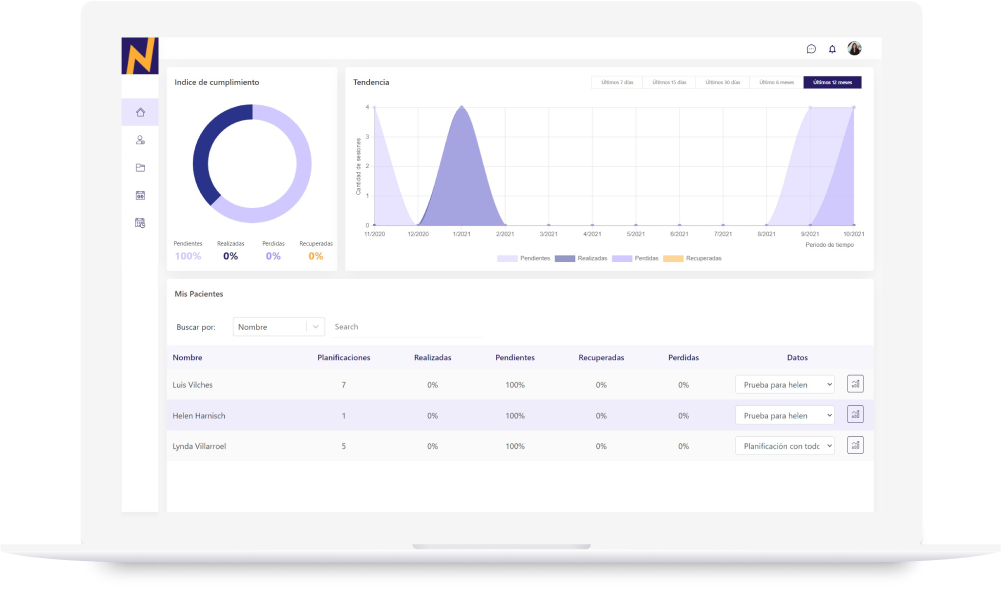 N
Indice de cumplimiento
Pendientes Realizadas Perdidas Recuperadas
100% 0% 0% 0%
Tendencia
Últimos 7 días Últimos 15 días Últimos 30 días Último 6 meses Últimos 12 meses
Cantidad de sesiones
4
3
2
1
0
11/2020 12/2020 1/2021 2/2021 3/2021 4/2021 5/2021 6/2021 7/2021 8/2021 9/2021 10/2021
Periodo de tiempo
Pendientes Realizadas Perdidas Recuperadas
Mis Pacientes
Buscar por: Nombre Search
Nombre Planificaciones Realizadas Pendientes Recuperadas Perdidas Datos
Luis Vilches 7 0% 100% 0% 0% Prueba para helen
Helen Harnisch 1 0% 100% 0% 0% Prueba para helen
Lynda Villarroel 5 0% 100% 0% 0% Planificación con todc